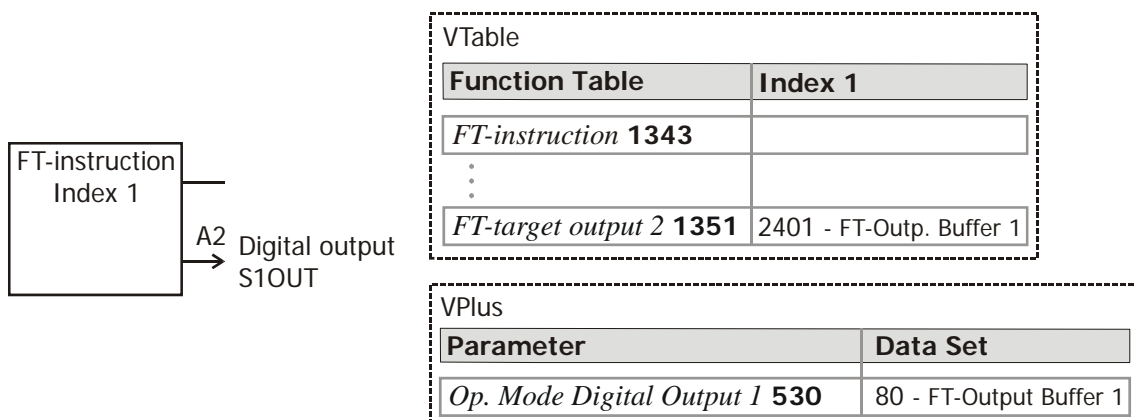 FT-instruction
Index 1
A2
Digital output
S1OUT
VTable
Function Table Index 1
FT-instruction 1343
FT-target output 2 1351 2401 - FT-Outp. Buffer 1
VPlus
Parameter Data Set
Op. Mode Digital Output 1 530 80 - FT-Output Buffer 1